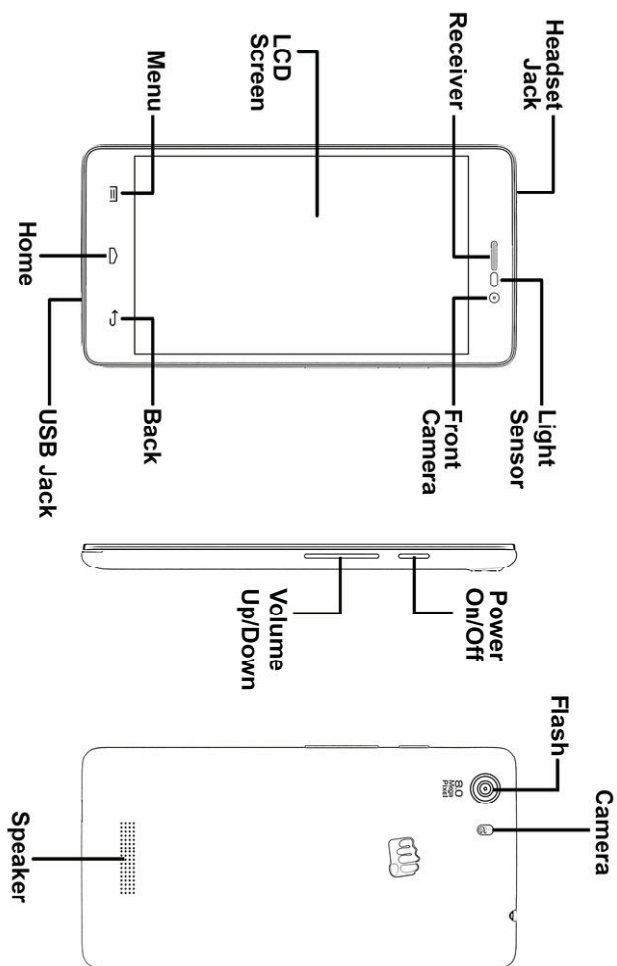 Headset
Jack
Receiver
LCD
Screen
Menu
Light
Sensor
Front
Camera
Back
Home
USB Jack
Power
On/Off
Volume
Up/Down
Flash
Camera
8.0
Mega
Pixel
Speaker